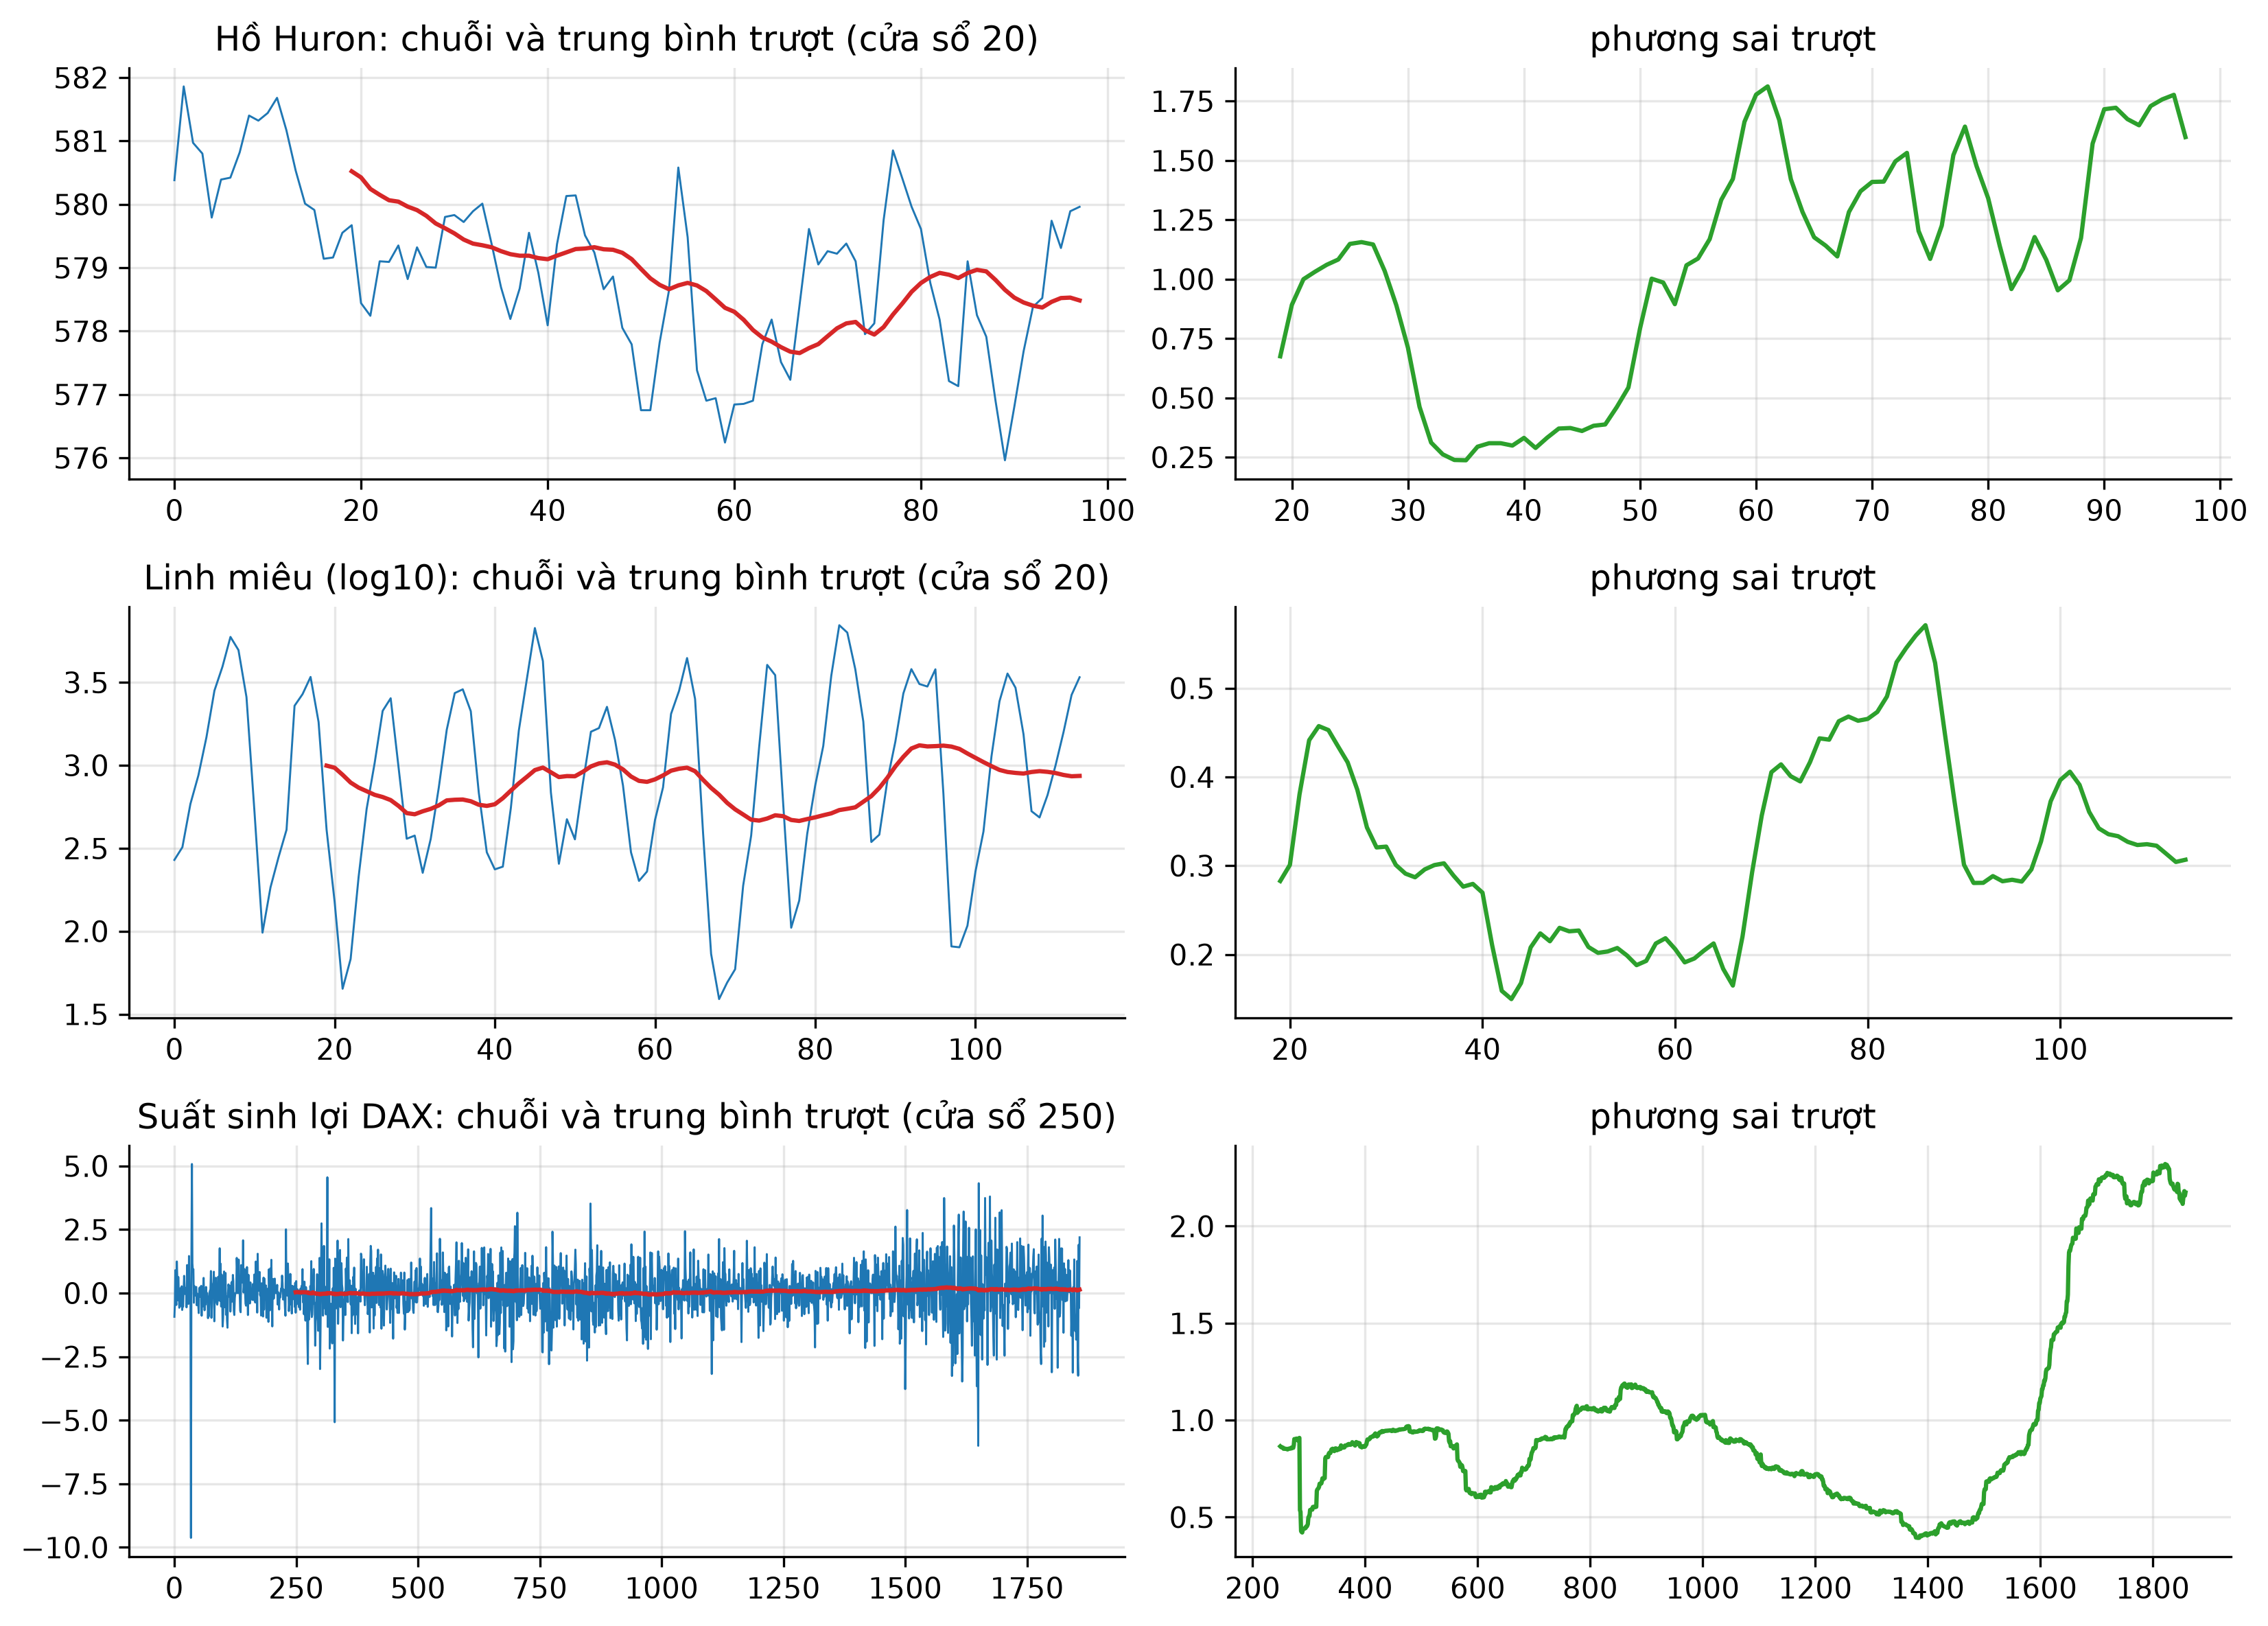 Hồ Huron: chuỗi và trung bình trượt (cửa sổ 20)
582
581
580
579
578
577
576
0 20 40 60 80 100
phương sai trượt
1.75
1.50
1.25
1.00
0.75
0.50
0.25
20 30 40 50 60 70 80 90 100
Linh miêu (log10): chuỗi và trung bình trượt (cửa sổ 20)
3.5
3.0
2.5
2.0
1.5
0 20 40 60 80 100
phương sai trượt
0.5
0.4
0.3
0.2
20 40 60 80 100
Suất sinh lợi DAX: chuỗi và trung bình trượt (cửa sổ 250)
5.0
2.5
0.0
−2.5
−5.0
−7.5
−10.0
0 250 500 750 1000 1250 1500 1750
phương sai trượt
2.0
1.5
1.0
0.5
200 400 600 800 1000 1200 1400 1600 1800